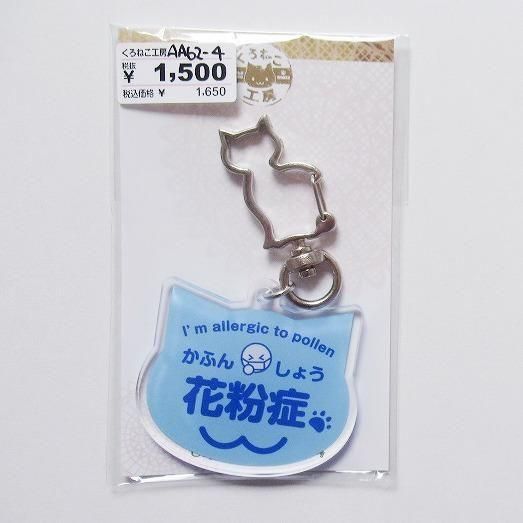 くろねこ工房 AA62-4
税抜
¥ 1,500
税込価格 ¥ 1,650
くろねこ
工房
I'm allergic to pollen
かふん しょう
花粉症